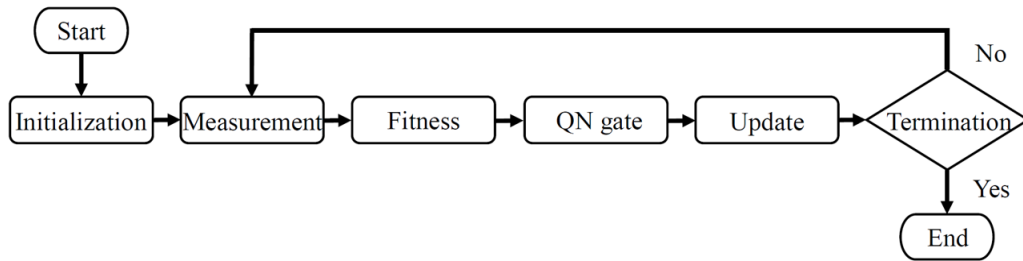 Start
No
Initialization
Measurement
Fitness
QN gate
Update
Termination
Yes
End